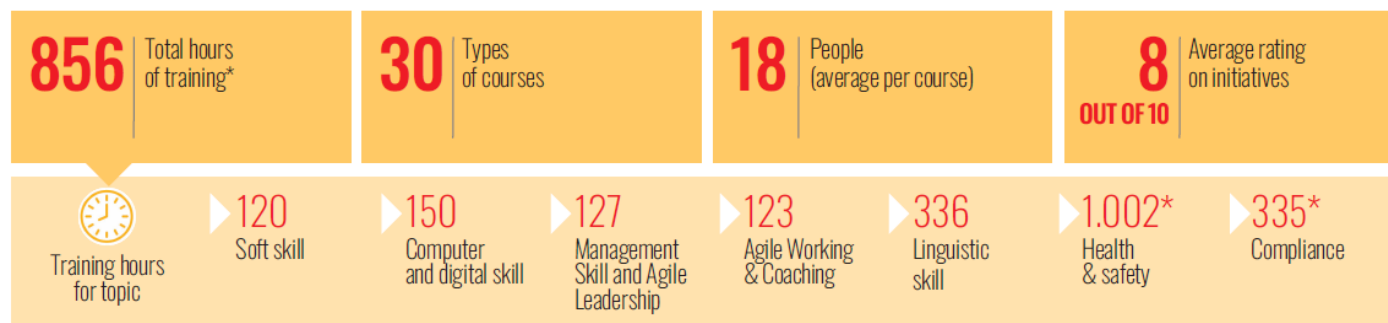 856
Total hours
of training*
30
Types
of courses
18
People
(average per course)
8
OUT OF 10
Average rating
on initiatives
Training hours
for topic
120
Soft skill
150
Computer
and digital skill
127
Management
Skill and Agile
Leadership
123
Agile Working
& Coaching
336
Linguistic
skill
1.002*
Health
& safety
335*
Compliance